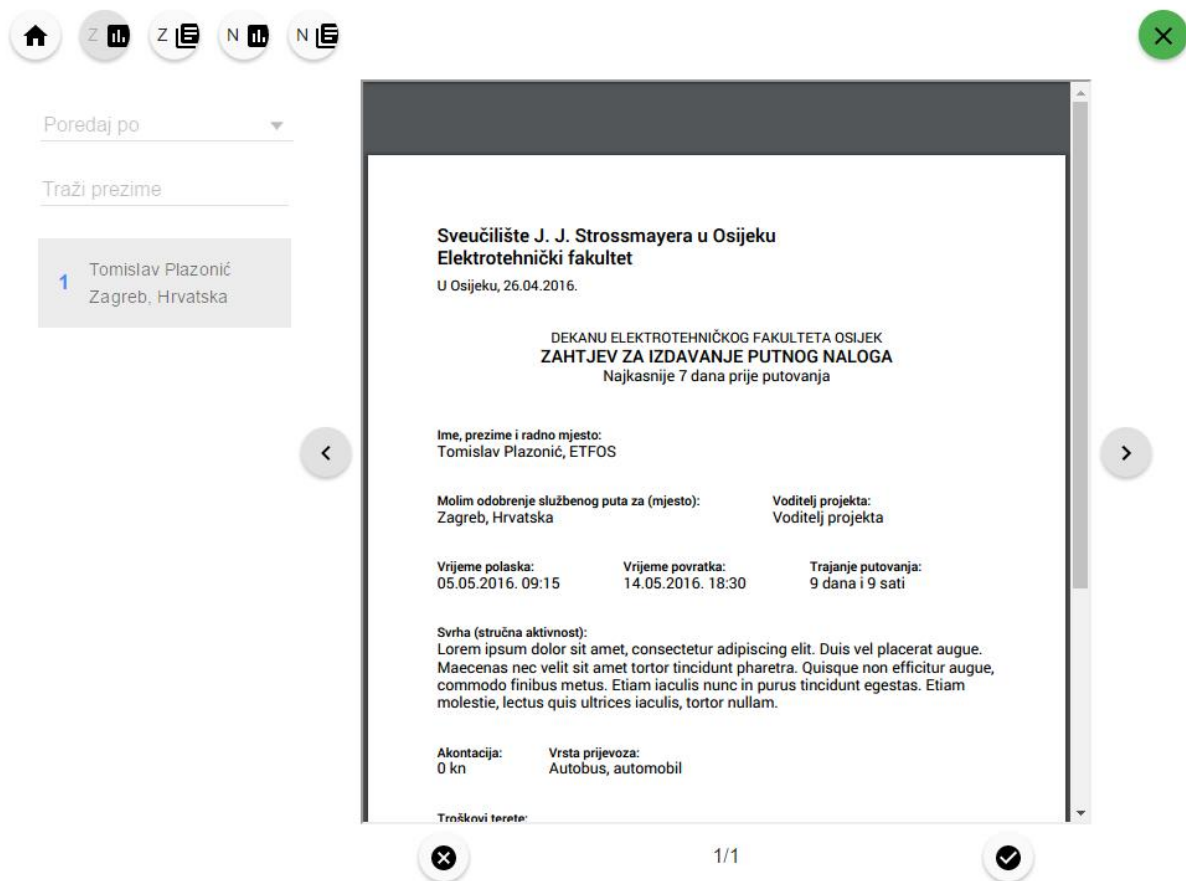 Z
Z
N
N
Poredaj po
Traži prezime
1
Tomislav Plazonić
Zagreb, Hrvatska
Sveučilište J. J. Strossmayera u Osijeku
Elektrotehnički fakultet
U Osijeku, 26.04.2016.
DEKANU ELEKTROTEHNIČKOG FAKULTETA OSIJEK
ZAHTJEV ZA IZDAVANJE PUTNOG NALOGA
Najkasnije 7 dana prije putovanja
Ime, prezime i radno mjesto:
Tomislav Plazonić, ETFOS
Molim odobrenje službenog puta za (mjesto): Voditelj projekta:
Zagreb, Hrvatska Voditelj projekta
Vrijeme polaska: Vrijeme povratka: Trajanje putovanja:
05.05.2016. 09:15 14.05.2016. 18:30 9 dana i 9 sati
Svrha (stručna aktivnost):
Lorem ipsum dolor sit amet, consectetur adipiscing elit. Duis vel placerat augue.
Maecenas nec velit sit amet tortor tincidunt pharetra. Quisque non efficitur augue,
commodo finibus metus. Etiam iaculis nunc in purus tincidunt egestas. Etiam
molestie, lectus quis ultrices iaculis, tortor nullam.
Akontacija: Vrsta prijevoza:
0 kn Autobus, automobil
Troškovi terete:
1/1